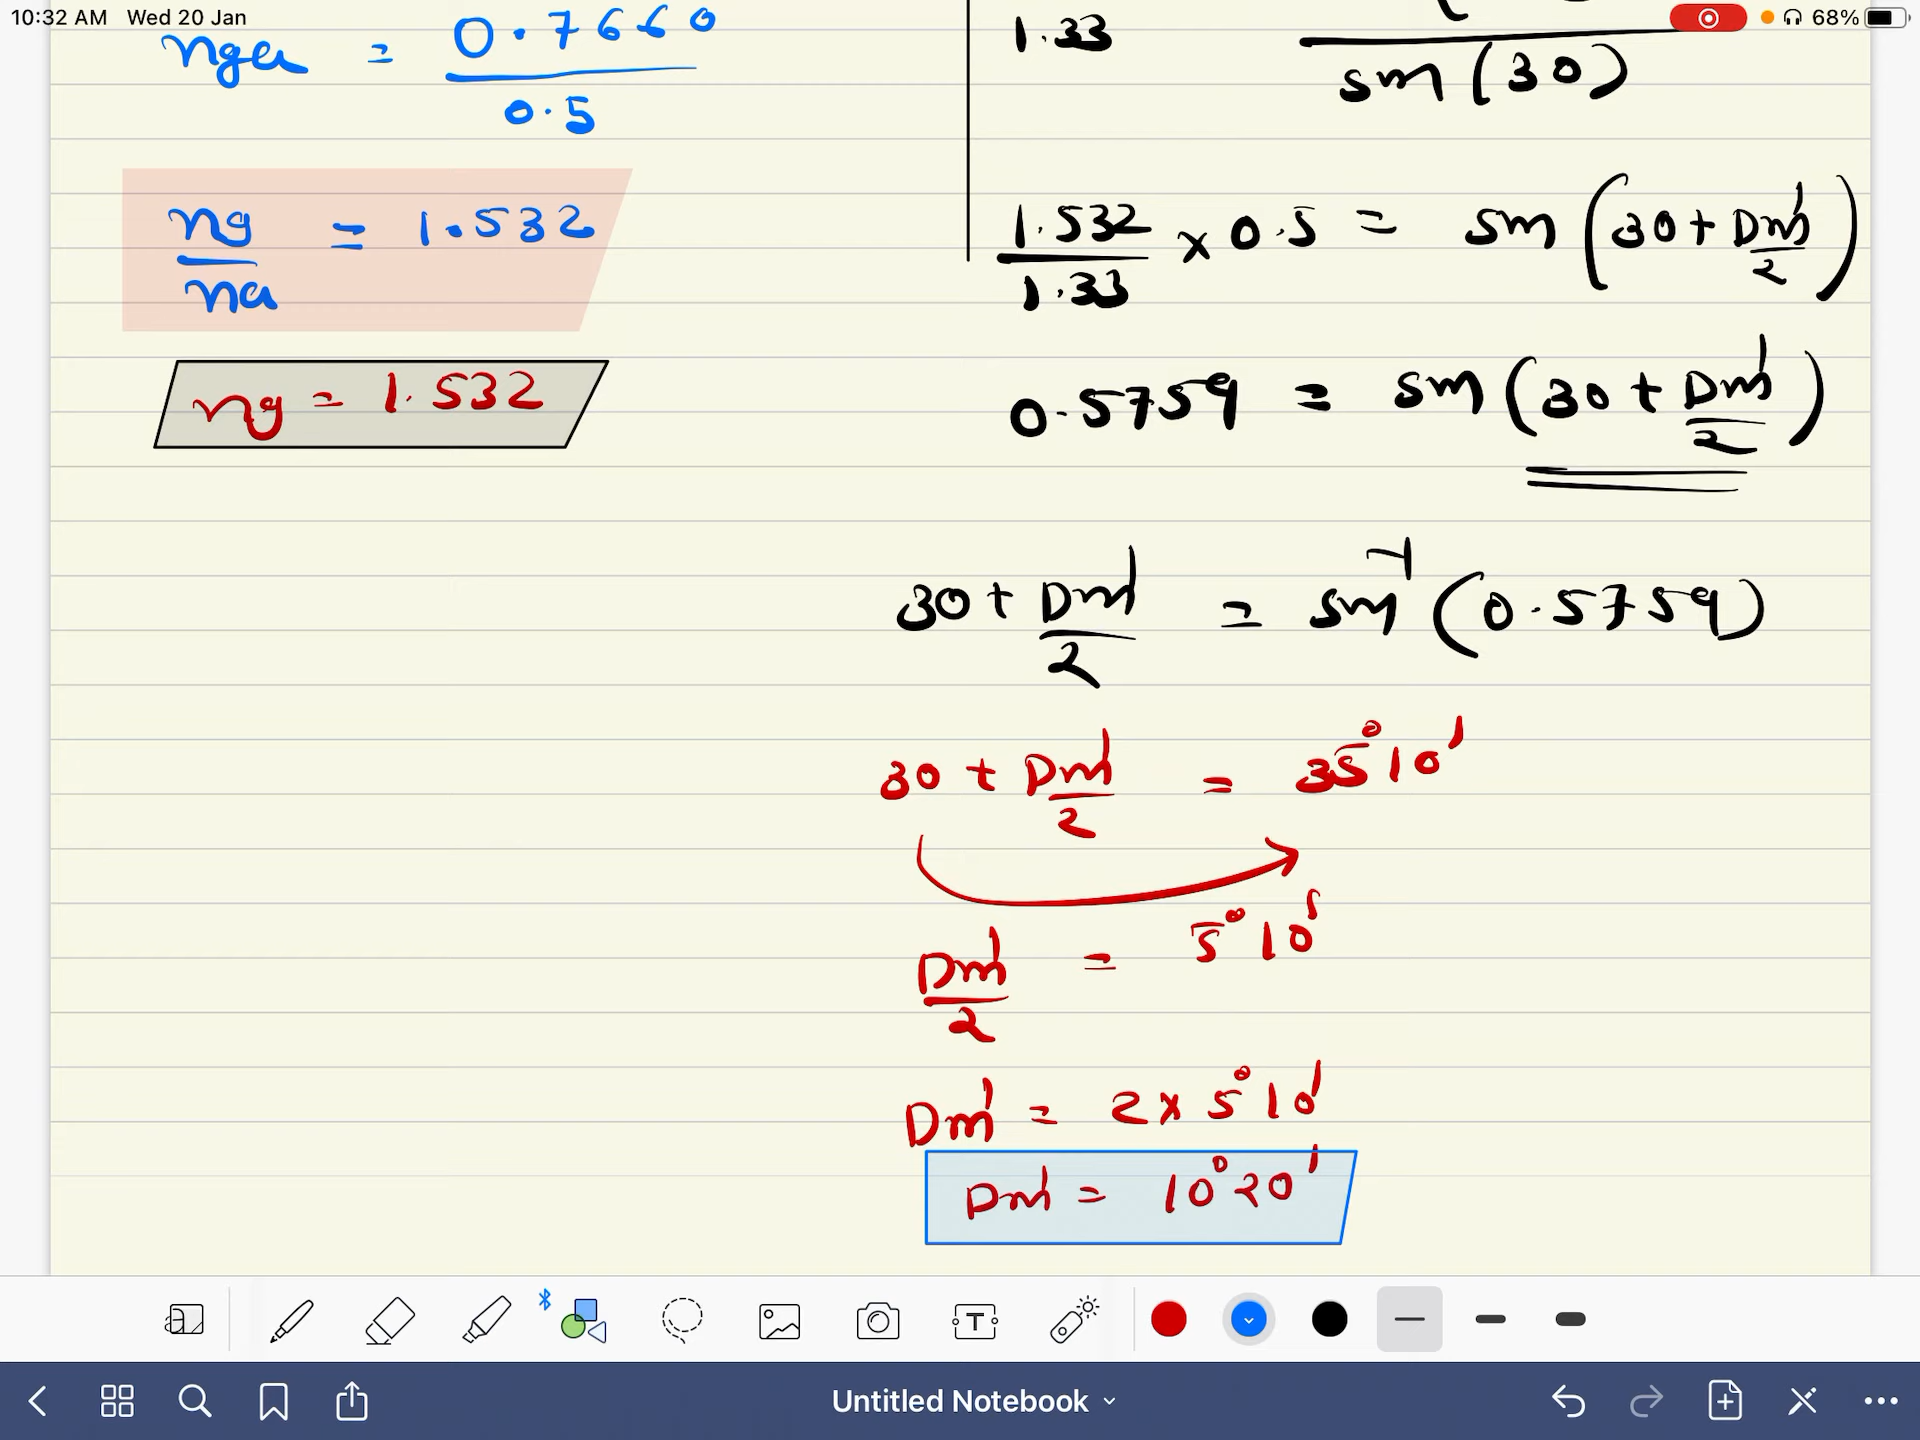 10:32 AM Wed 20 Jan
68%
nga = 0.7660 / 0.5
ng / na = 1.532
ng = 1.532
1.33
sin (30)
1.532 / 1.33 × 0.5 = sin (30 + Dm' / 2)
0.5759 = sin (30 + Dm' / 2)
30 + Dm' / 2 = sin⁻¹ (0.5759)
30 + Dm' / 2 = 35° 10'
Dm' / 2 = 5° 10'
Dm' = 2 × 5° 10'
Dm' = 10° 20'
Untitled Notebook